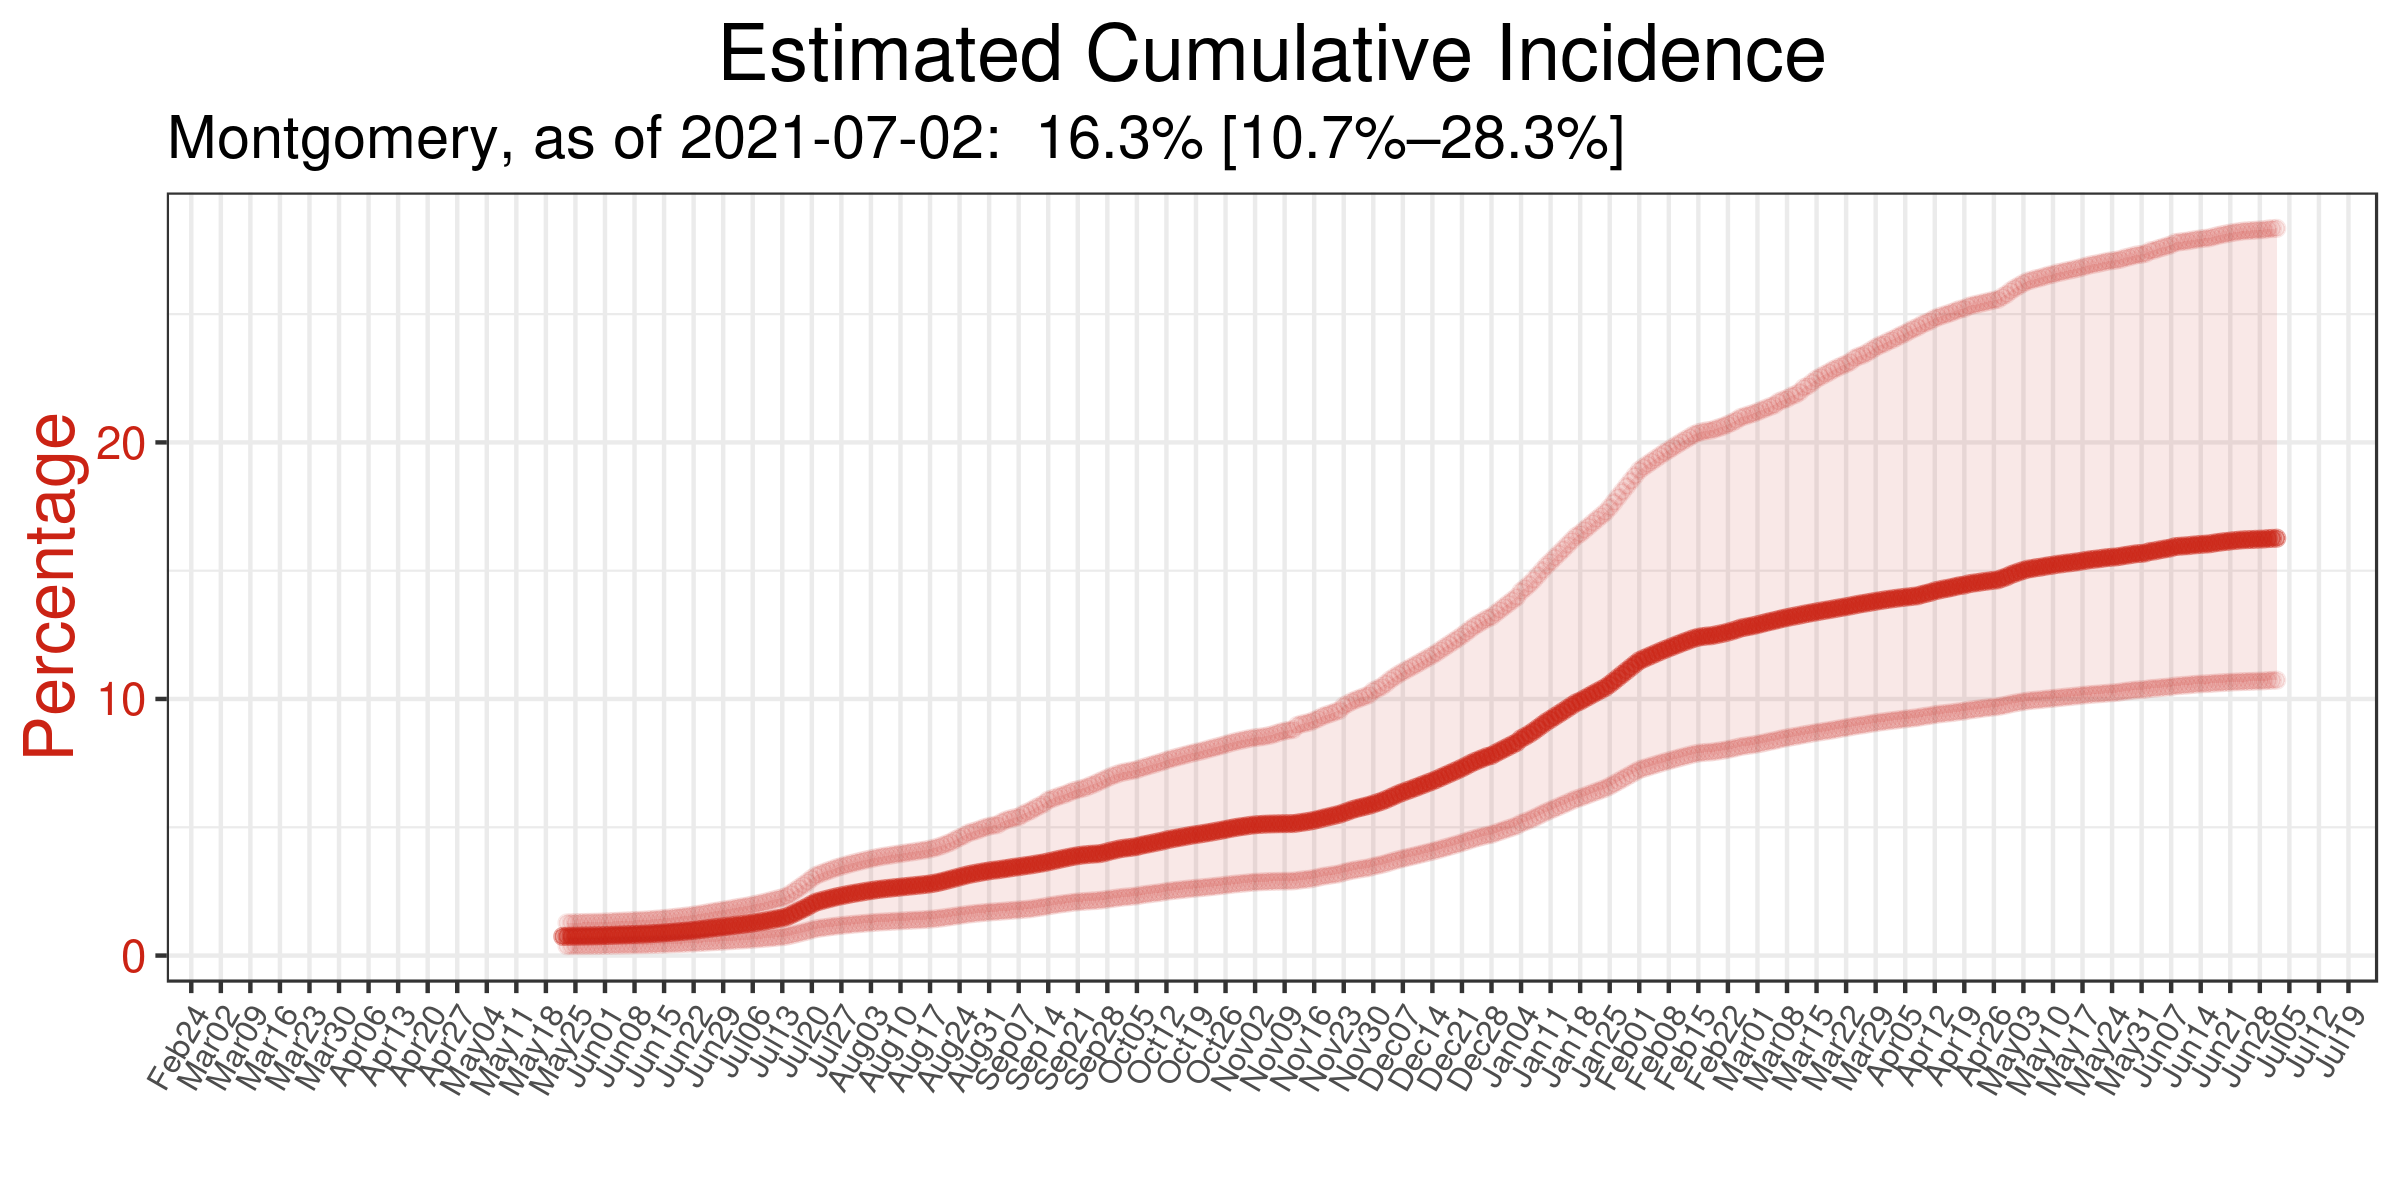 Estimated Cumulative Incidence
Montgomery, as of 2021-07-02:  16.3% [10.7%–28.3%]
Percentage
20
10
0
Feb24
Mar02
Mar09
Mar16
Mar23
Mar30
Apr06
Apr13
Apr20
Apr27
May04
May11
May18
May25
Jun01
Jun08
Jun15
Jun22
Jun29
Jul06
Jul13
Jul20
Jul27
Aug03
Aug10
Aug17
Aug24
Aug31
Sep07
Sep14
Sep21
Sep28
Oct05
Oct12
Oct19
Oct26
Nov02
Nov09
Nov16
Nov23
Nov30
Dec07
Dec14
Dec21
Dec28
Jan04
Jan11
Jan18
Jan25
Feb01
Feb08
Feb15
Feb22
Mar01
Mar08
Mar15
Mar22
Mar29
Apr05
Apr12
Apr19
Apr26
May03
May10
May17
May24
May31
Jun07
Jun14
Jun21
Jun28
Jul05
Jul12
Jul19